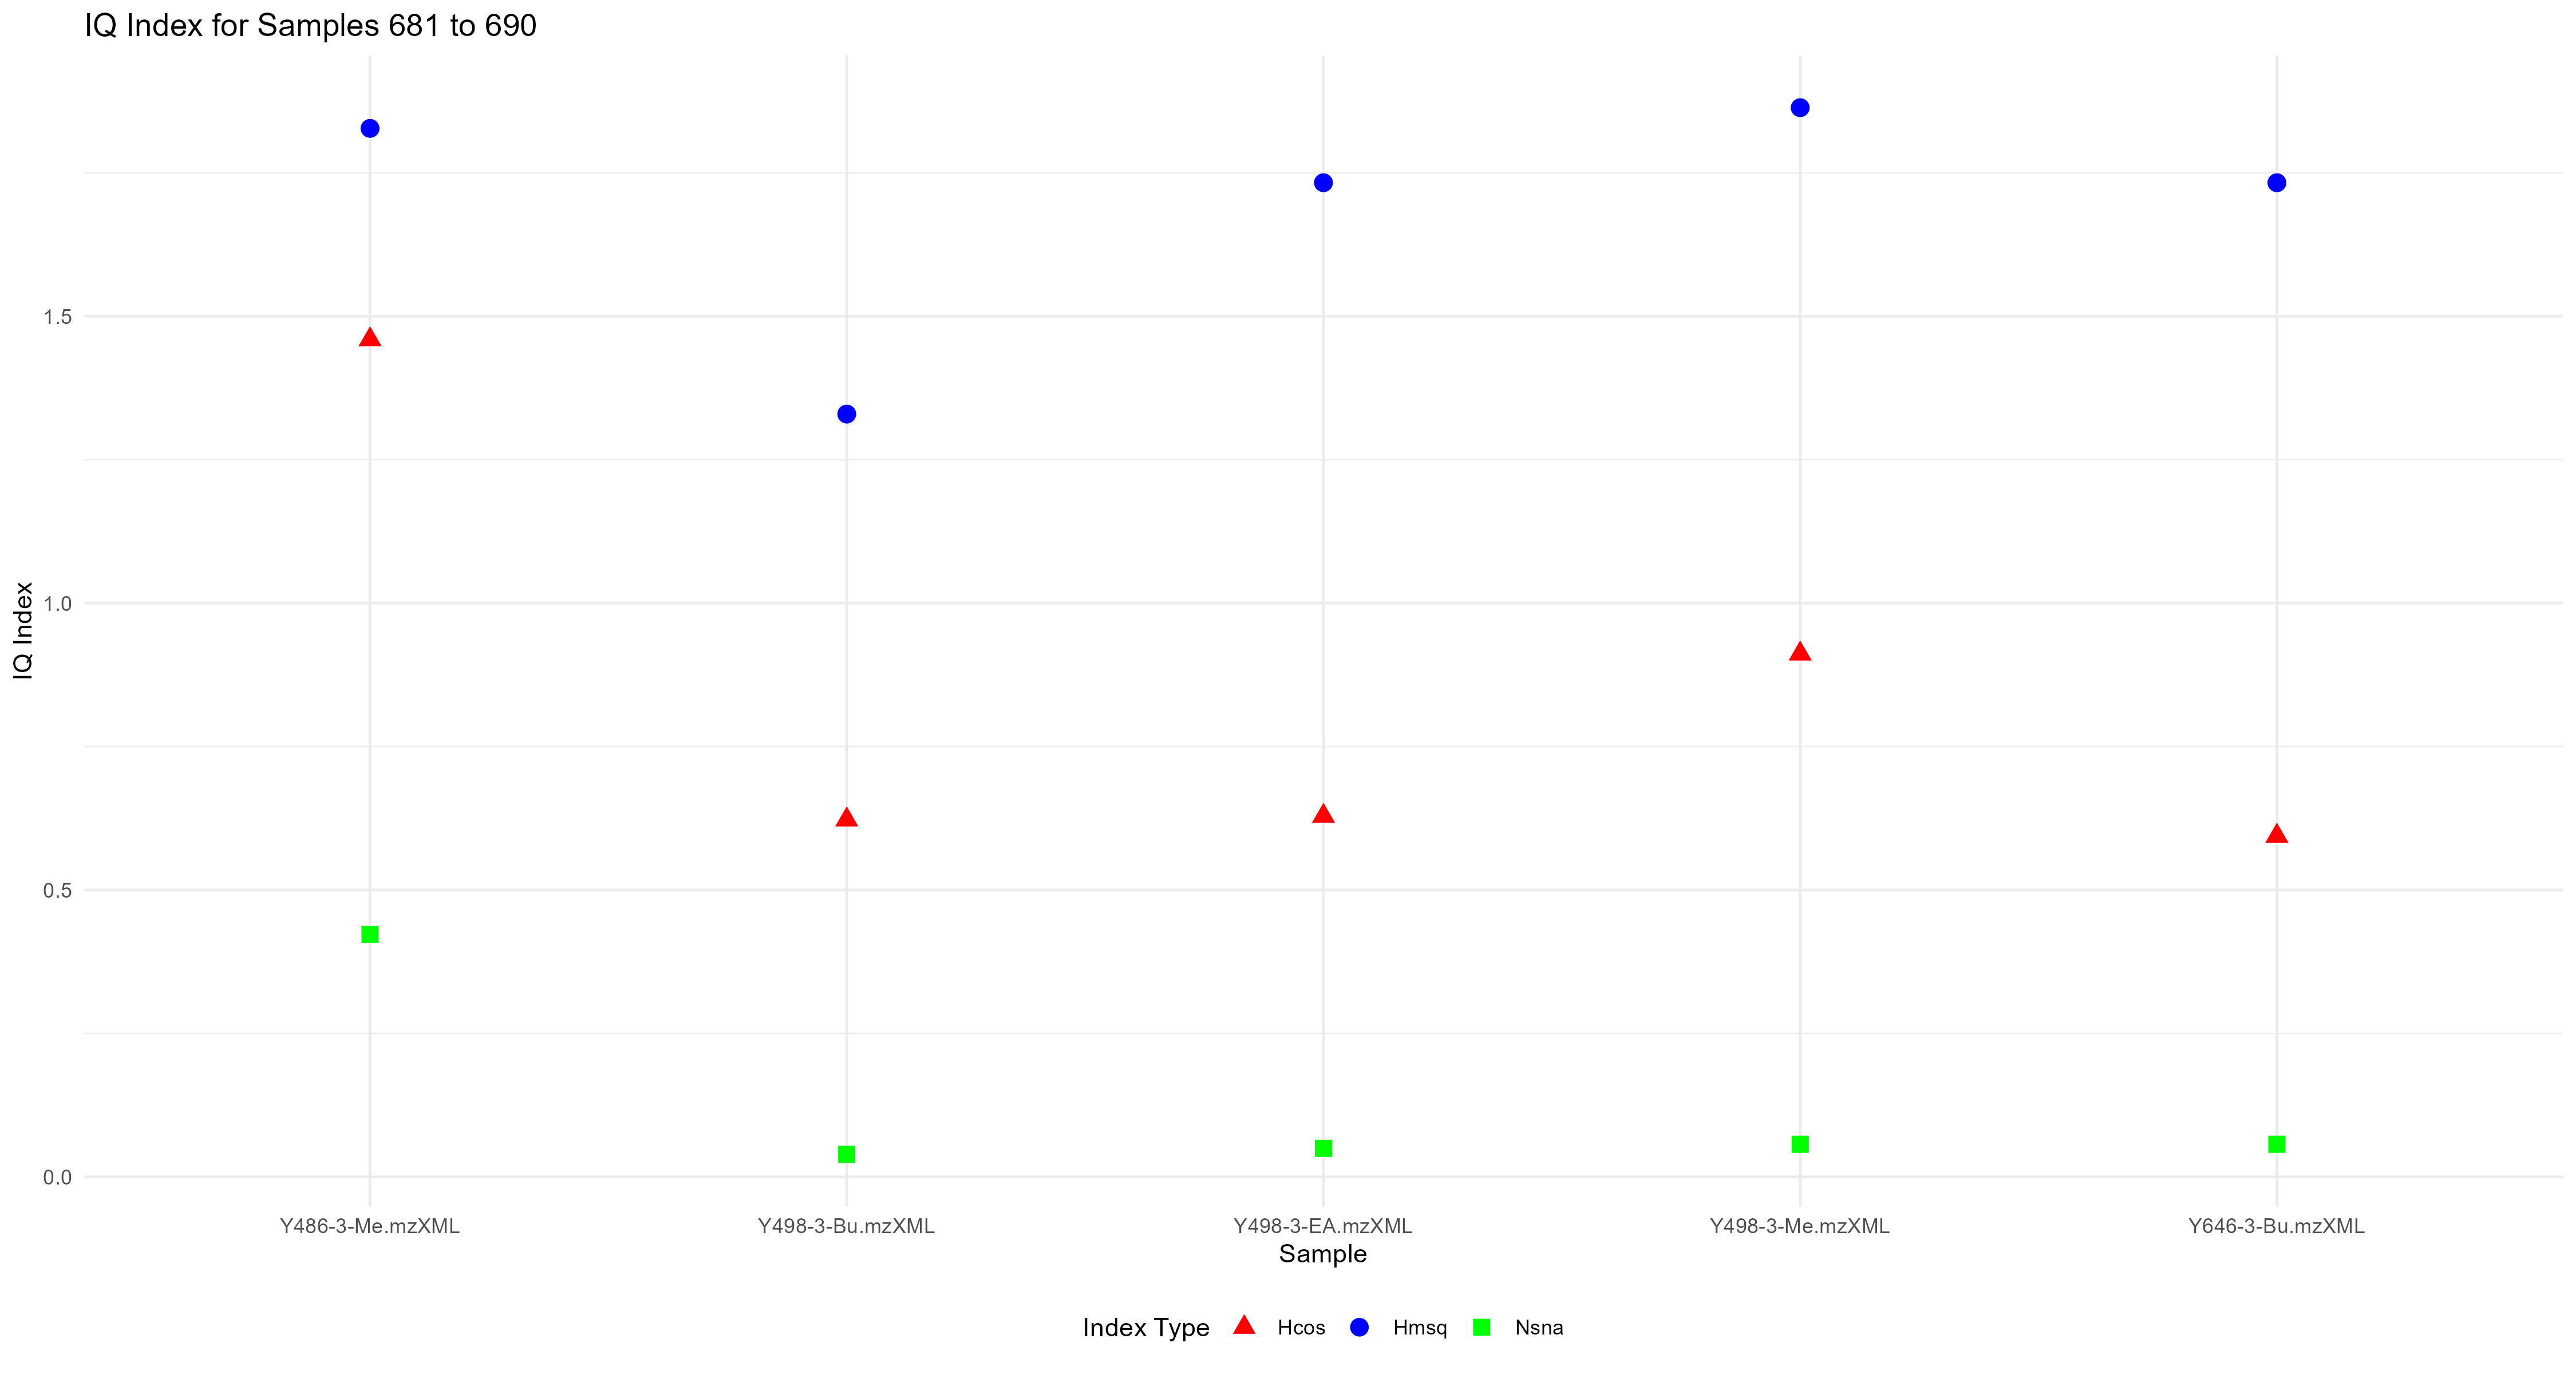 IQ Index for Samples 681 to 690
IQ Index
1.5
1.0
0.5
0.0
Y486-3-Me.mzXML Y498-3-Bu.mzXML Y498-3-EA.mzXML Y498-3-Me.mzXML Y646-3-Bu.mzXML
Sample
Index Type Hcos Hmsq Nsna